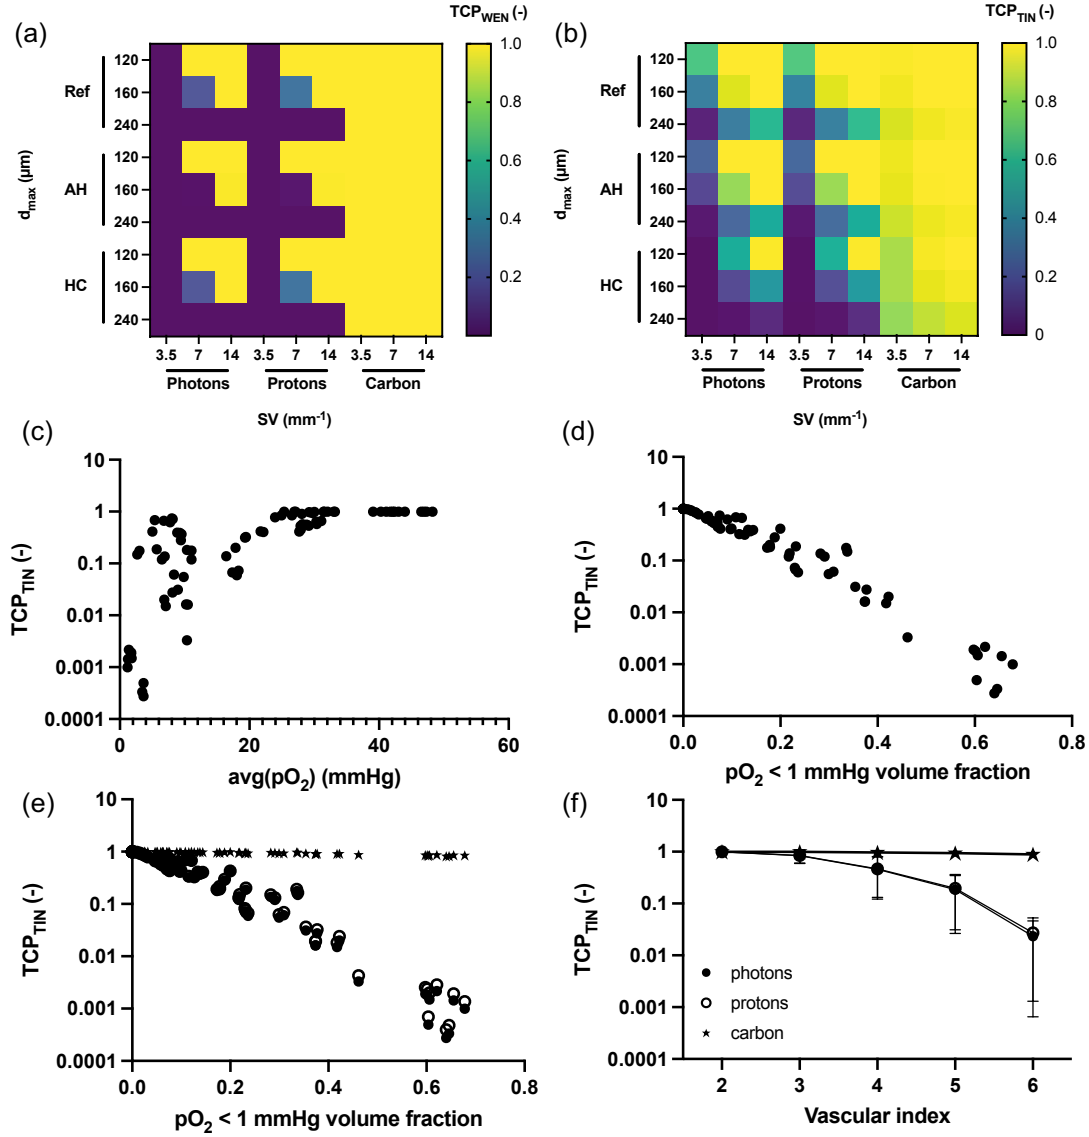 (a)
TCP_WEN (-)
120
Ref
160
240
120
AH
160
240
120
HC
160
240
d_max (µm)
3.5 7 14 3.5 7 14 3.5 7 14
Photons Protons Carbon
SV (mm⁻¹)
1.0
0.8
0.6
0.4
0.2
(b)
TCP_TIN (-)
120
Ref
160
240
120
AH
160
240
120
HC
160
240
d_max (µm)
3.5 7 14 3.5 7 14 3.5 7 14
Photons Protons Carbon
SV (mm⁻¹)
1.0
0.8
0.6
0.4
0.2
0
(c)
10
1
0.1
0.01
0.001
0.0001
TCP_TIN (-)
0 20 40 60
avg(pO₂) (mmHg)
(d)
10
1
0.1
0.01
0.001
0.0001
TCP_TIN (-)
0.0 0.2 0.4 0.6 0.8
pO₂ < 1 mmHg volume fraction
(e)
10
1
0.1
0.01
0.001
0.0001
TCP_TIN (-)
0.0 0.2 0.4 0.6 0.8
pO₂ < 1 mmHg volume fraction
(f)
10
1
0.1
0.01
0.001
0.0001
TCP_TIN (-)
photons
protons
carbon
2 3 4 5 6
Vascular index